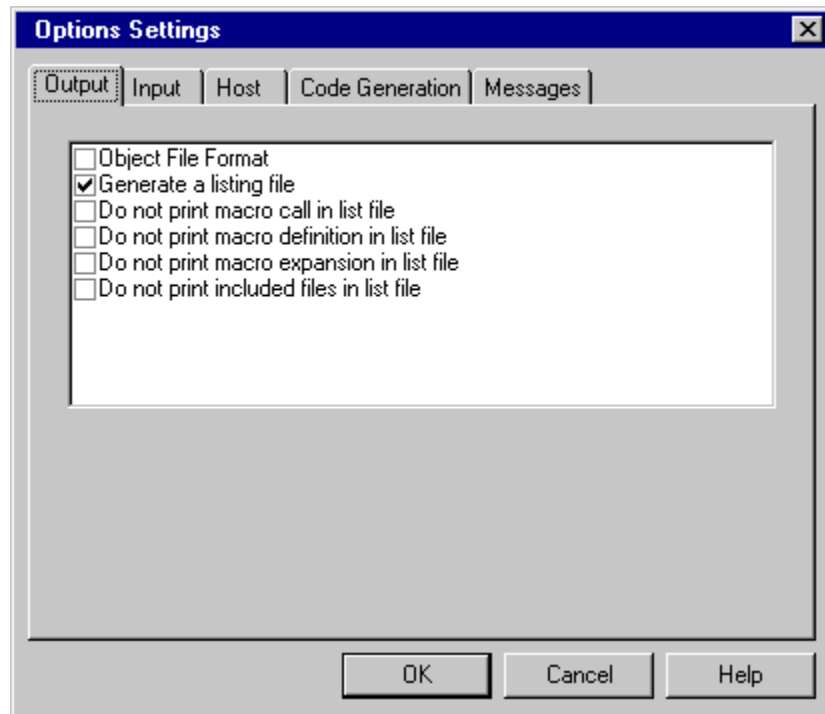 Options Settings
Output Input Host Code Generation Messages
Object File Format
Generate a listing file
Do not print macro call in list file
Do not print macro definition in list file
Do not print macro expansion in list file
Do not print included files in list file
OK Cancel Help